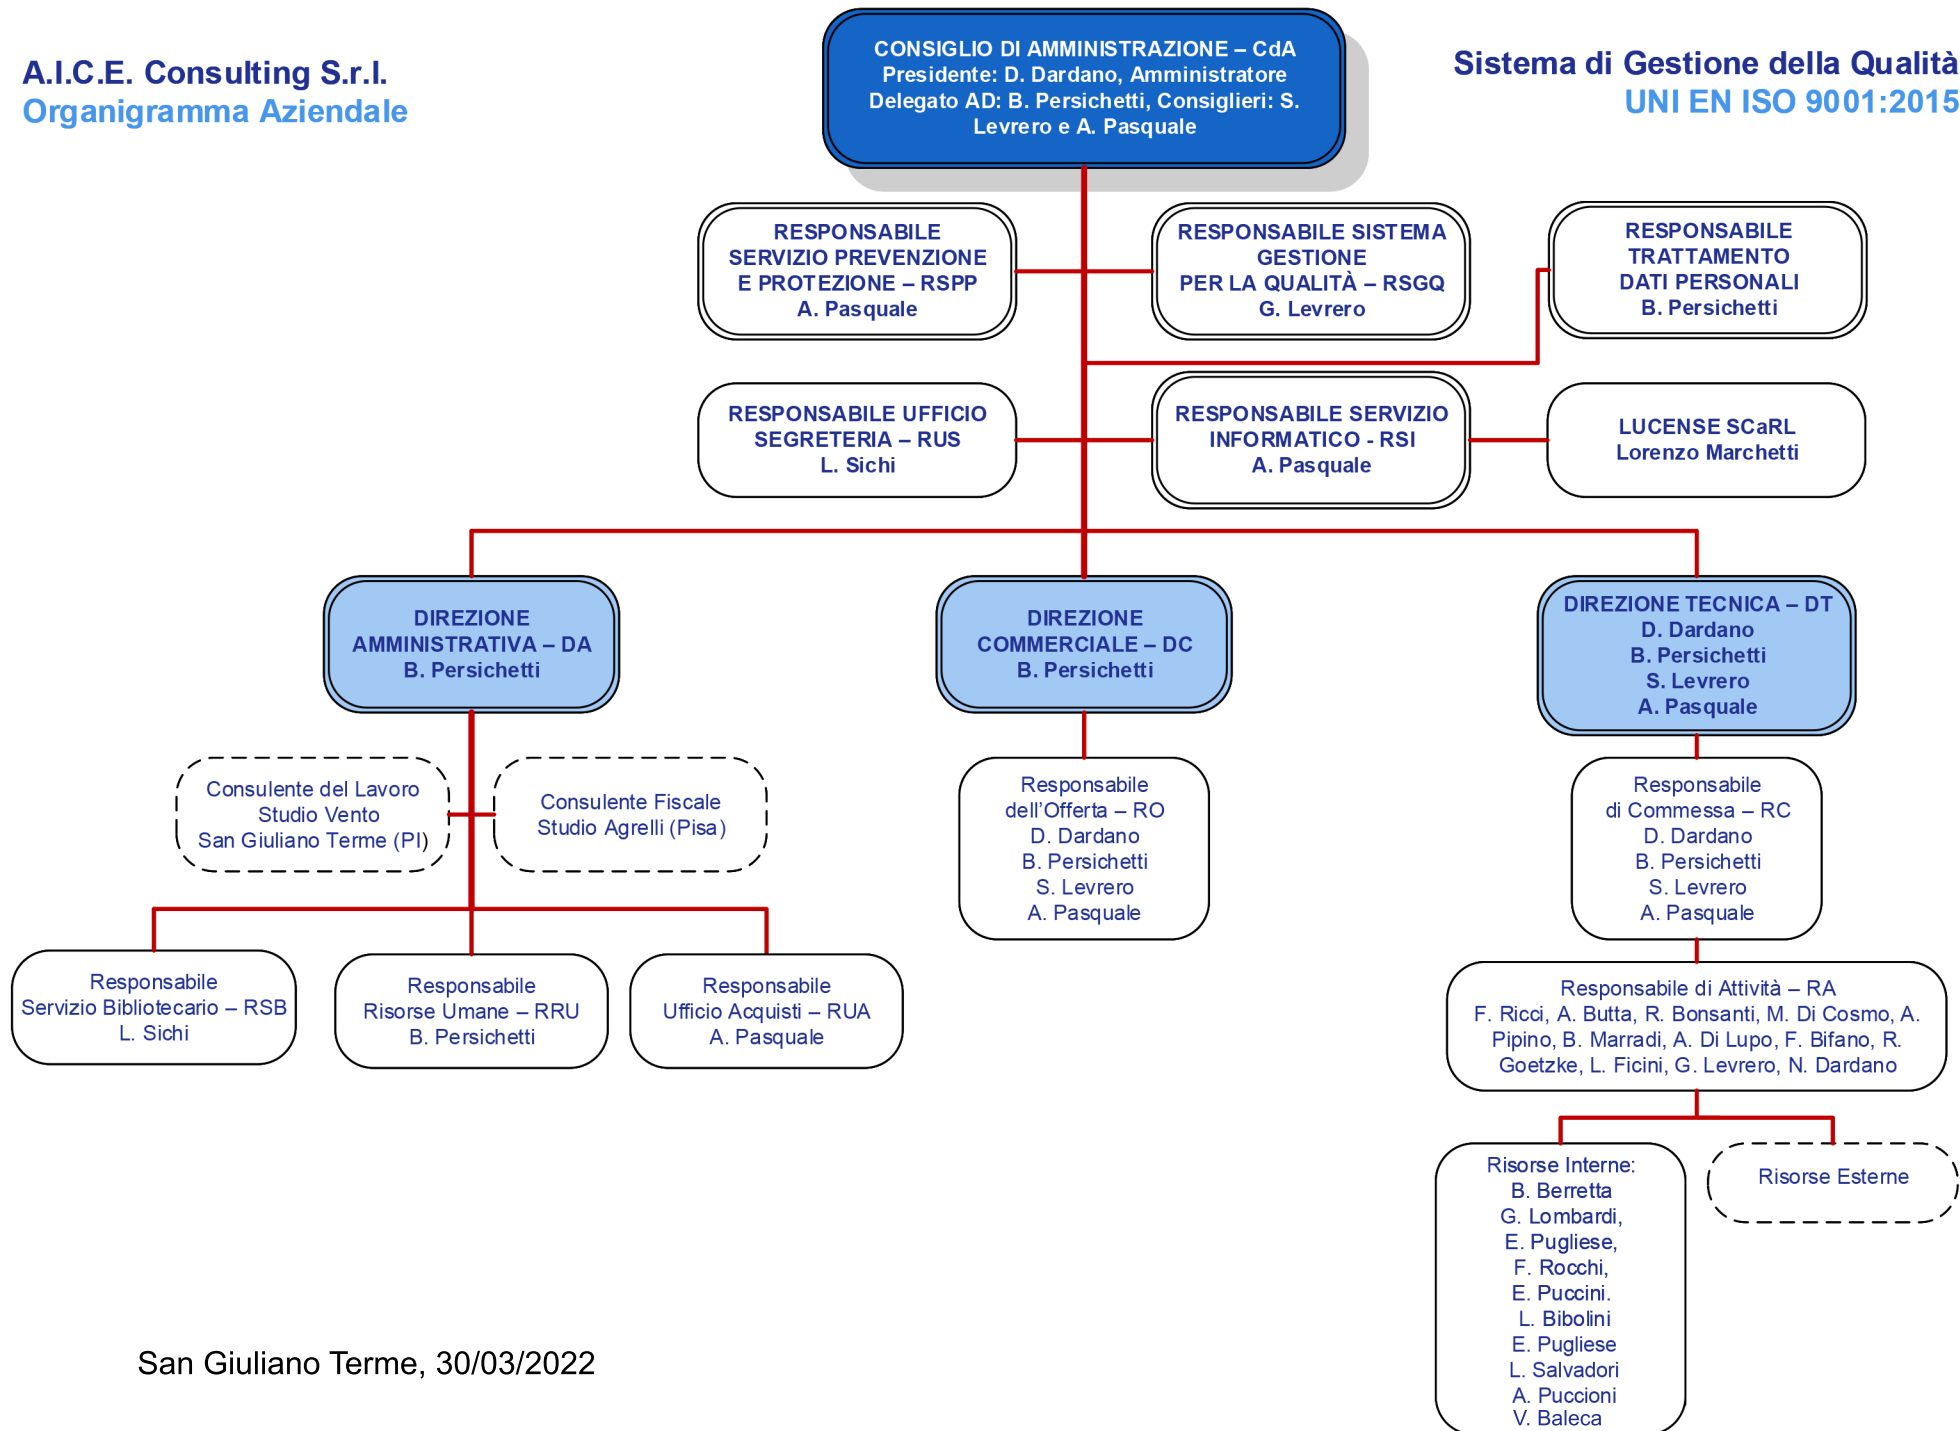 A.I.C.E. Consulting S.r.l.
Organigramma Aziendale
CONSIGLIO DI AMMINISTRAZIONE – CdA
Presidente: D. Dardano, Amministratore
Delegato AD: B. Persichetti, Consiglieri: S.
Levrero e A. Pasquale
Sistema di Gestione della Qualità
UNI EN ISO 9001:2015
RESPONSABILE
SERVIZIO PREVENZIONE
E PROTEZIONE – RSPP
A. Pasquale
RESPONSABILE SISTEMA
GESTIONE
PER LA QUALITÀ – RSGQ
G. Levrero
RESPONSABILE
TRATTAMENTO
DATI PERSONALI
B. Persichetti
RESPONSABILE UFFICIO
SEGRETERIA – RUS
L. Sichi
RESPONSABILE SERVIZIO
INFORMATICO - RSI
A. Pasquale
LUCENSE SCaRL
Lorenzo Marchetti
DIREZIONE
AMMINISTRATIVA – DA
B. Persichetti
DIREZIONE
COMMERCIALE – DC
B. Persichetti
DIREZIONE TECNICA – DT
D. Dardano
B. Persichetti
S. Levrero
A. Pasquale
Consulente del Lavoro
Studio Vento
San Giuliano Terme (PI)
Consulente Fiscale
Studio Agrelli (Pisa)
Responsabile
dell'Offerta – RO
D. Dardano
B. Persichetti
S. Levrero
A. Pasquale
Responsabile
di Commessa – RC
D. Dardano
B. Persichetti
S. Levrero
A. Pasquale
Responsabile
Servizio Bibliotecario – RSB
L. Sichi
Responsabile
Risorse Umane – RRU
B. Persichetti
Responsabile
Ufficio Acquisti – RUA
A. Pasquale
Responsabile di Attività – RA
F. Ricci, A. Butta, R. Bonsanti, M. Di Cosmo, A.
Pipino, B. Marradi, A. Di Lupo, F. Bifano, R.
Goetzke, L. Ficini, G. Levrero, N. Dardano
Risorse Interne:
B. Berretta
G. Lombardi,
E. Pugliese,
F. Rocchi,
E. Puccini.
L. Bibolini
E. Pugliese
L. Salvadori
A. Puccioni
V. Baleca
Risorse Esterne
San Giuliano Terme, 30/03/2022